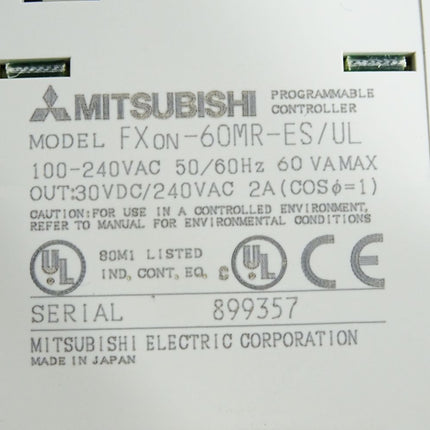 MITSUBISHI PROGRAMMABLE CONTROLLER
MODEL FX0N-60MR-ES/UL
100-240VAC 50/60Hz 60 VA MAX
OUT:30VDC/240VAC 2A(COSφ=1)
CAUTION:FOR USE IN A CONTROLLED ENVIRONMENT,
REFER TO MANUAL FOR ENVIRONMENTAL CONDITIONS
UL ® 80M1 LISTED C UL ® CE
IND, CONT, EQ,
SERIAL 899357
MITSUBISHI ELECTRIC CORPORATION
MADE IN JAPAN